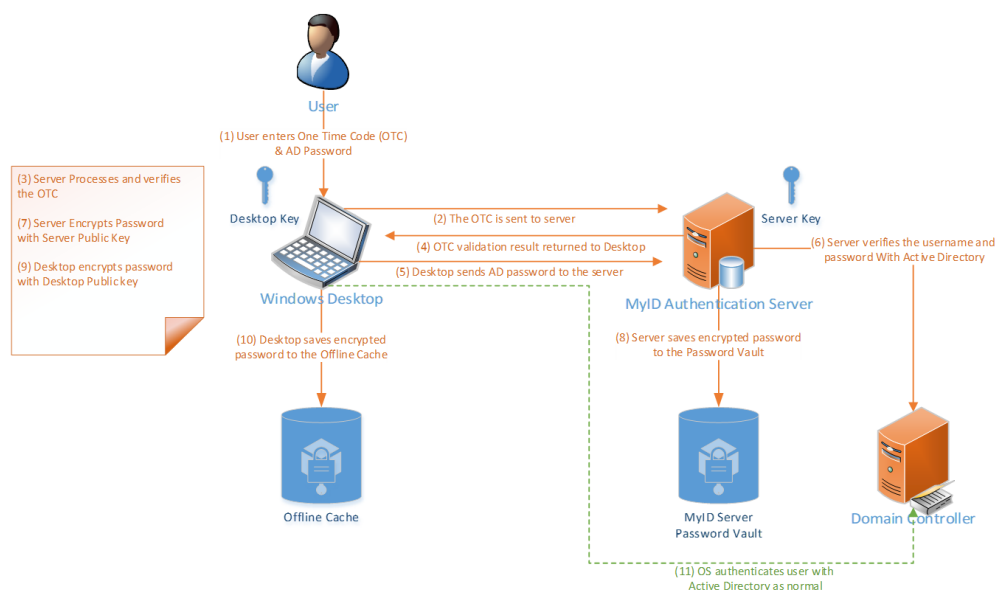 User
(1) User enters One Time Code (OTC)
& AD Password
(3) Server Processes and verifies
the OTC
(7) Server Encrypts Password
with Server Public Key
(9) Desktop encrypts password
with Desktop Public key
Desktop Key
(2) The OTC is sent to server
Server Key
(4) OTC validation result returned to Desktop
(5) Desktop sends AD password to the server
(6) Server verifies the username and
password With Active Directory
Windows Desktop
MyID Authentication Server
(10) Desktop saves encrypted
password to the Offline Cache
(8) Server saves encrypted password
to the Password Vault
Offline Cache
MyID Server
Password Vault
Domain Controller
(11) OS authenticates user with
Active Directory as normal